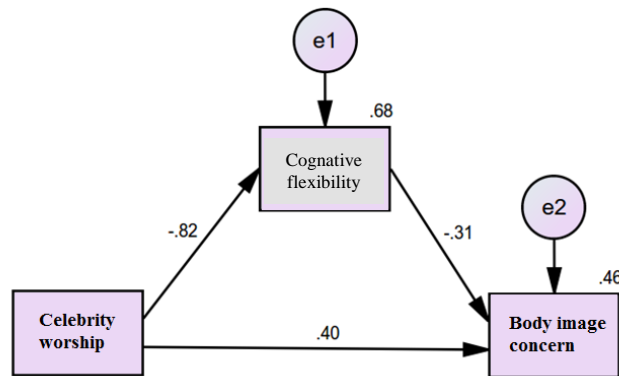 e1
.68
Cognative
flexibility
-.82
-.31
e2
.46
Celebrity
worship
.40
Body image
concern